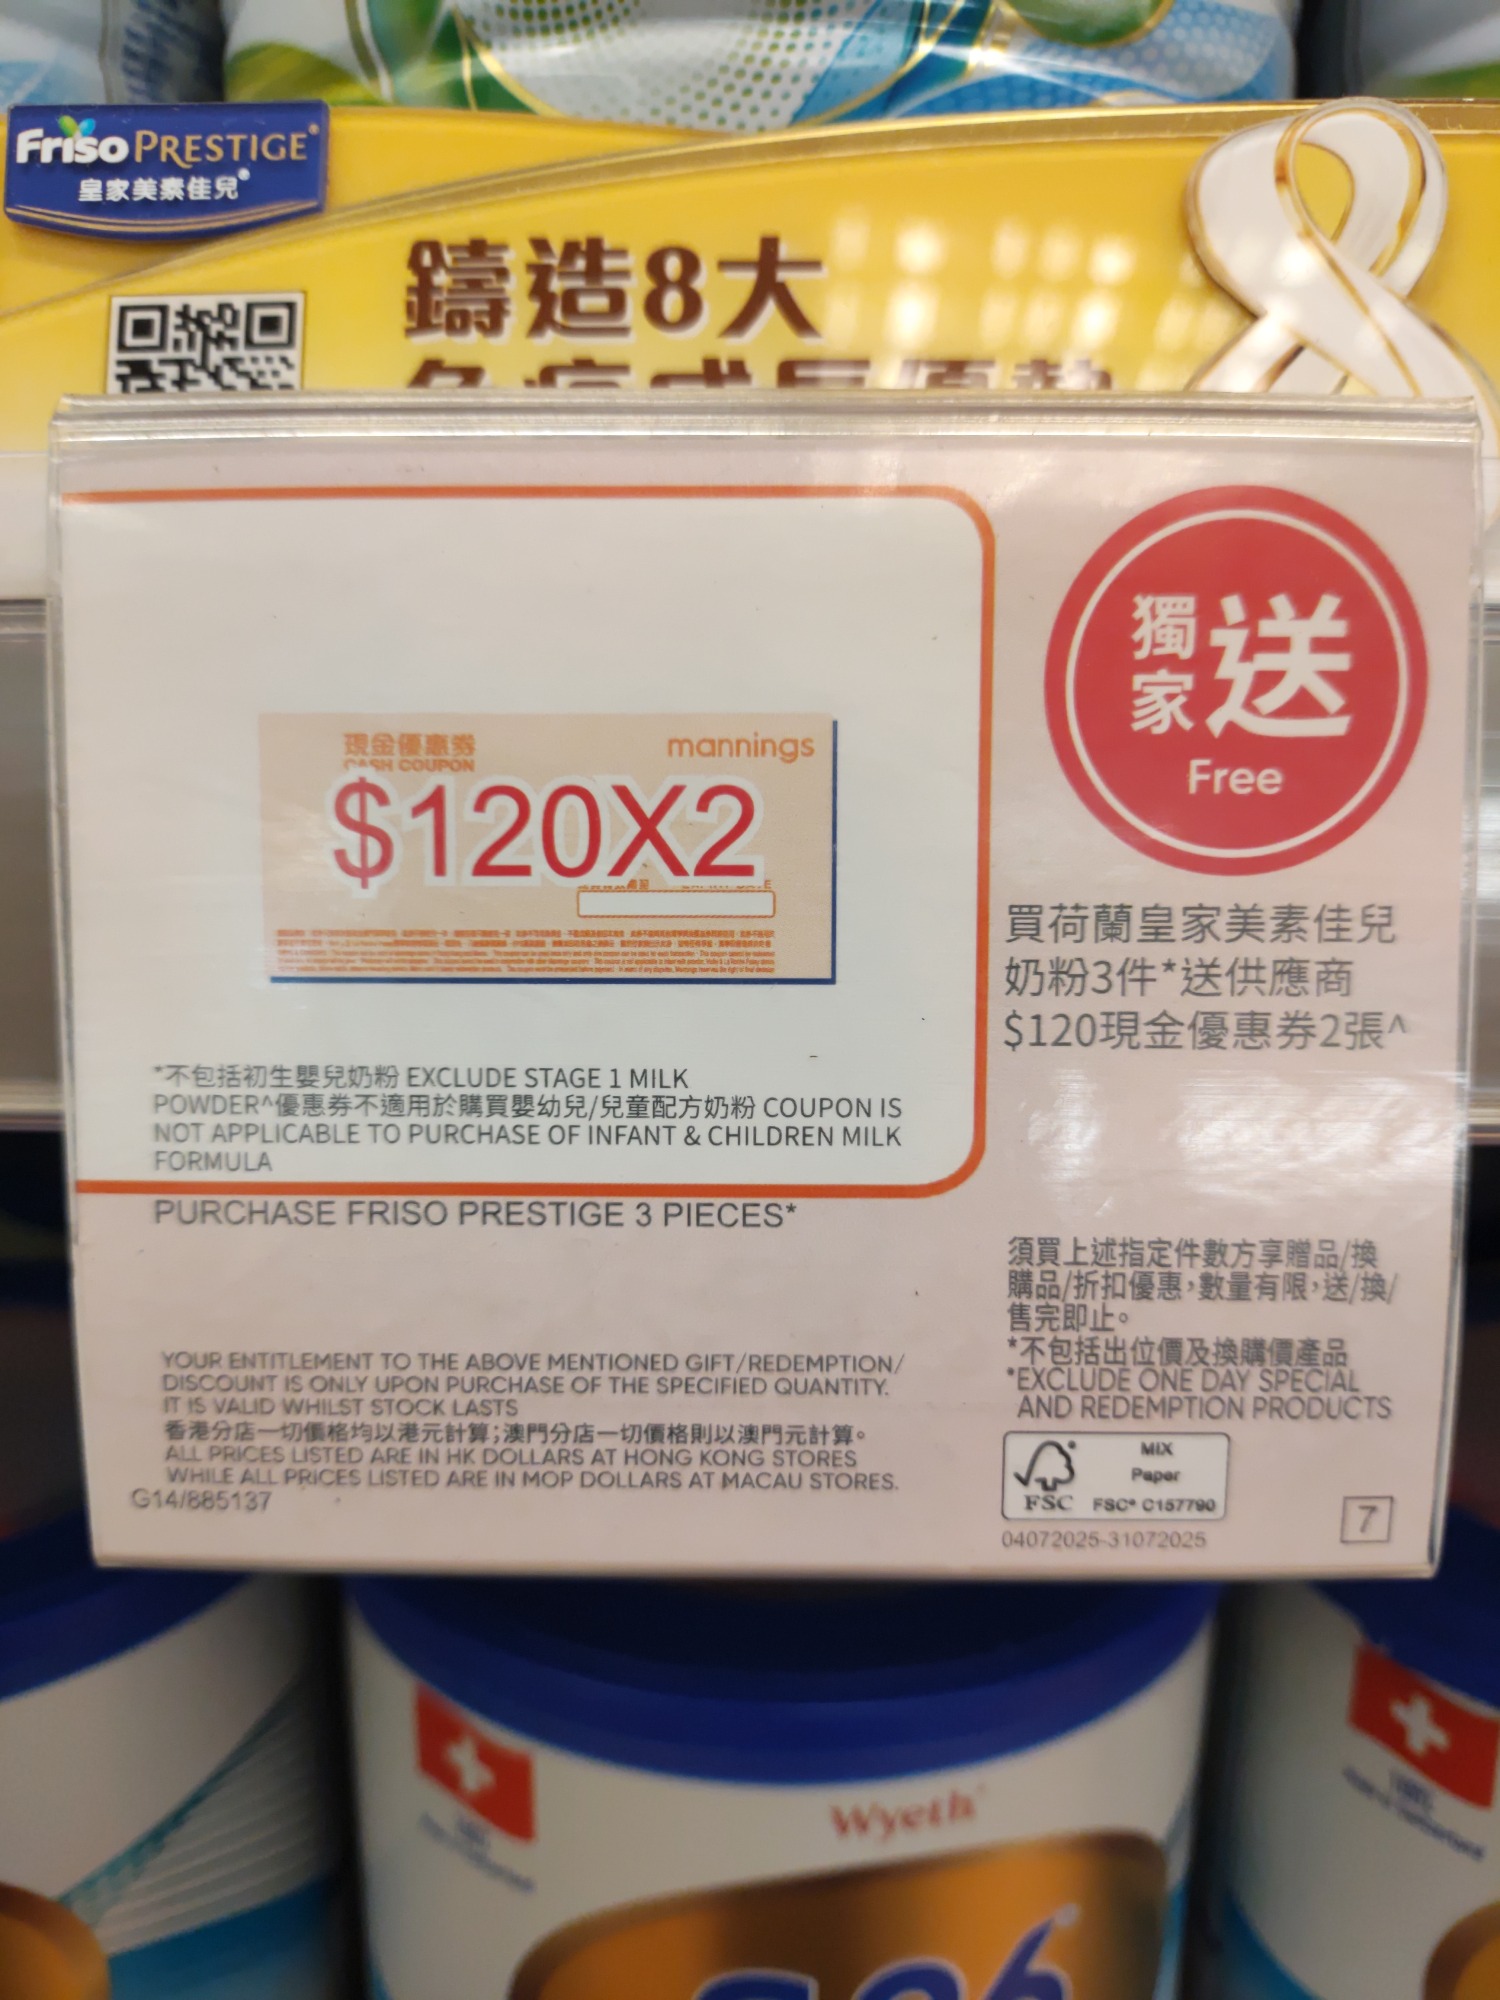 Friso PRESTIGE®
皇家美素佳兒®
鑄造8大
現金優惠券
CASH COUPON
mannings
$120X2
獨家送
Free
買荷蘭皇家美素佳兒
奶粉3件*送供應商
$120現金優惠券2張^
*不包括初生嬰兒奶粉 EXCLUDE STAGE 1 MILK
POWDER^優惠券不適用於購買嬰幼兒/兒童配方奶粉 COUPON IS
NOT APPLICABLE TO PURCHASE OF INFANT & CHILDREN MILK
FORMULA
PURCHASE FRISO PRESTIGE 3 PIECES*
須買上述指定件數方享贈品/換
購品/折扣優惠,數量有限,送/換/
售完即止。
*不包括出位價及換購價產品
*EXCLUDE ONE DAY SPECIAL
AND REDEMPTION PRODUCTS
YOUR ENTITLEMENT TO THE ABOVE MENTIONED GIFT/REDEMPTION/
DISCOUNT IS ONLY UPON PURCHASE OF THE SPECIFIED QUANTITY.
IT IS VALID WHILST STOCK LASTS
香港分店一切價格均以港元計算;澳門分店一切價格則以澳門元計算。
ALL PRICES LISTED ARE IN HK DOLLARS AT HONG KONG STORES
WHILE ALL PRICES LISTED ARE IN MOP DOLLARS AT MACAU STORES.
G14/885137
FSC
MIX
Paper
FSC® C157790
04072025-31072025
7
Wyeth